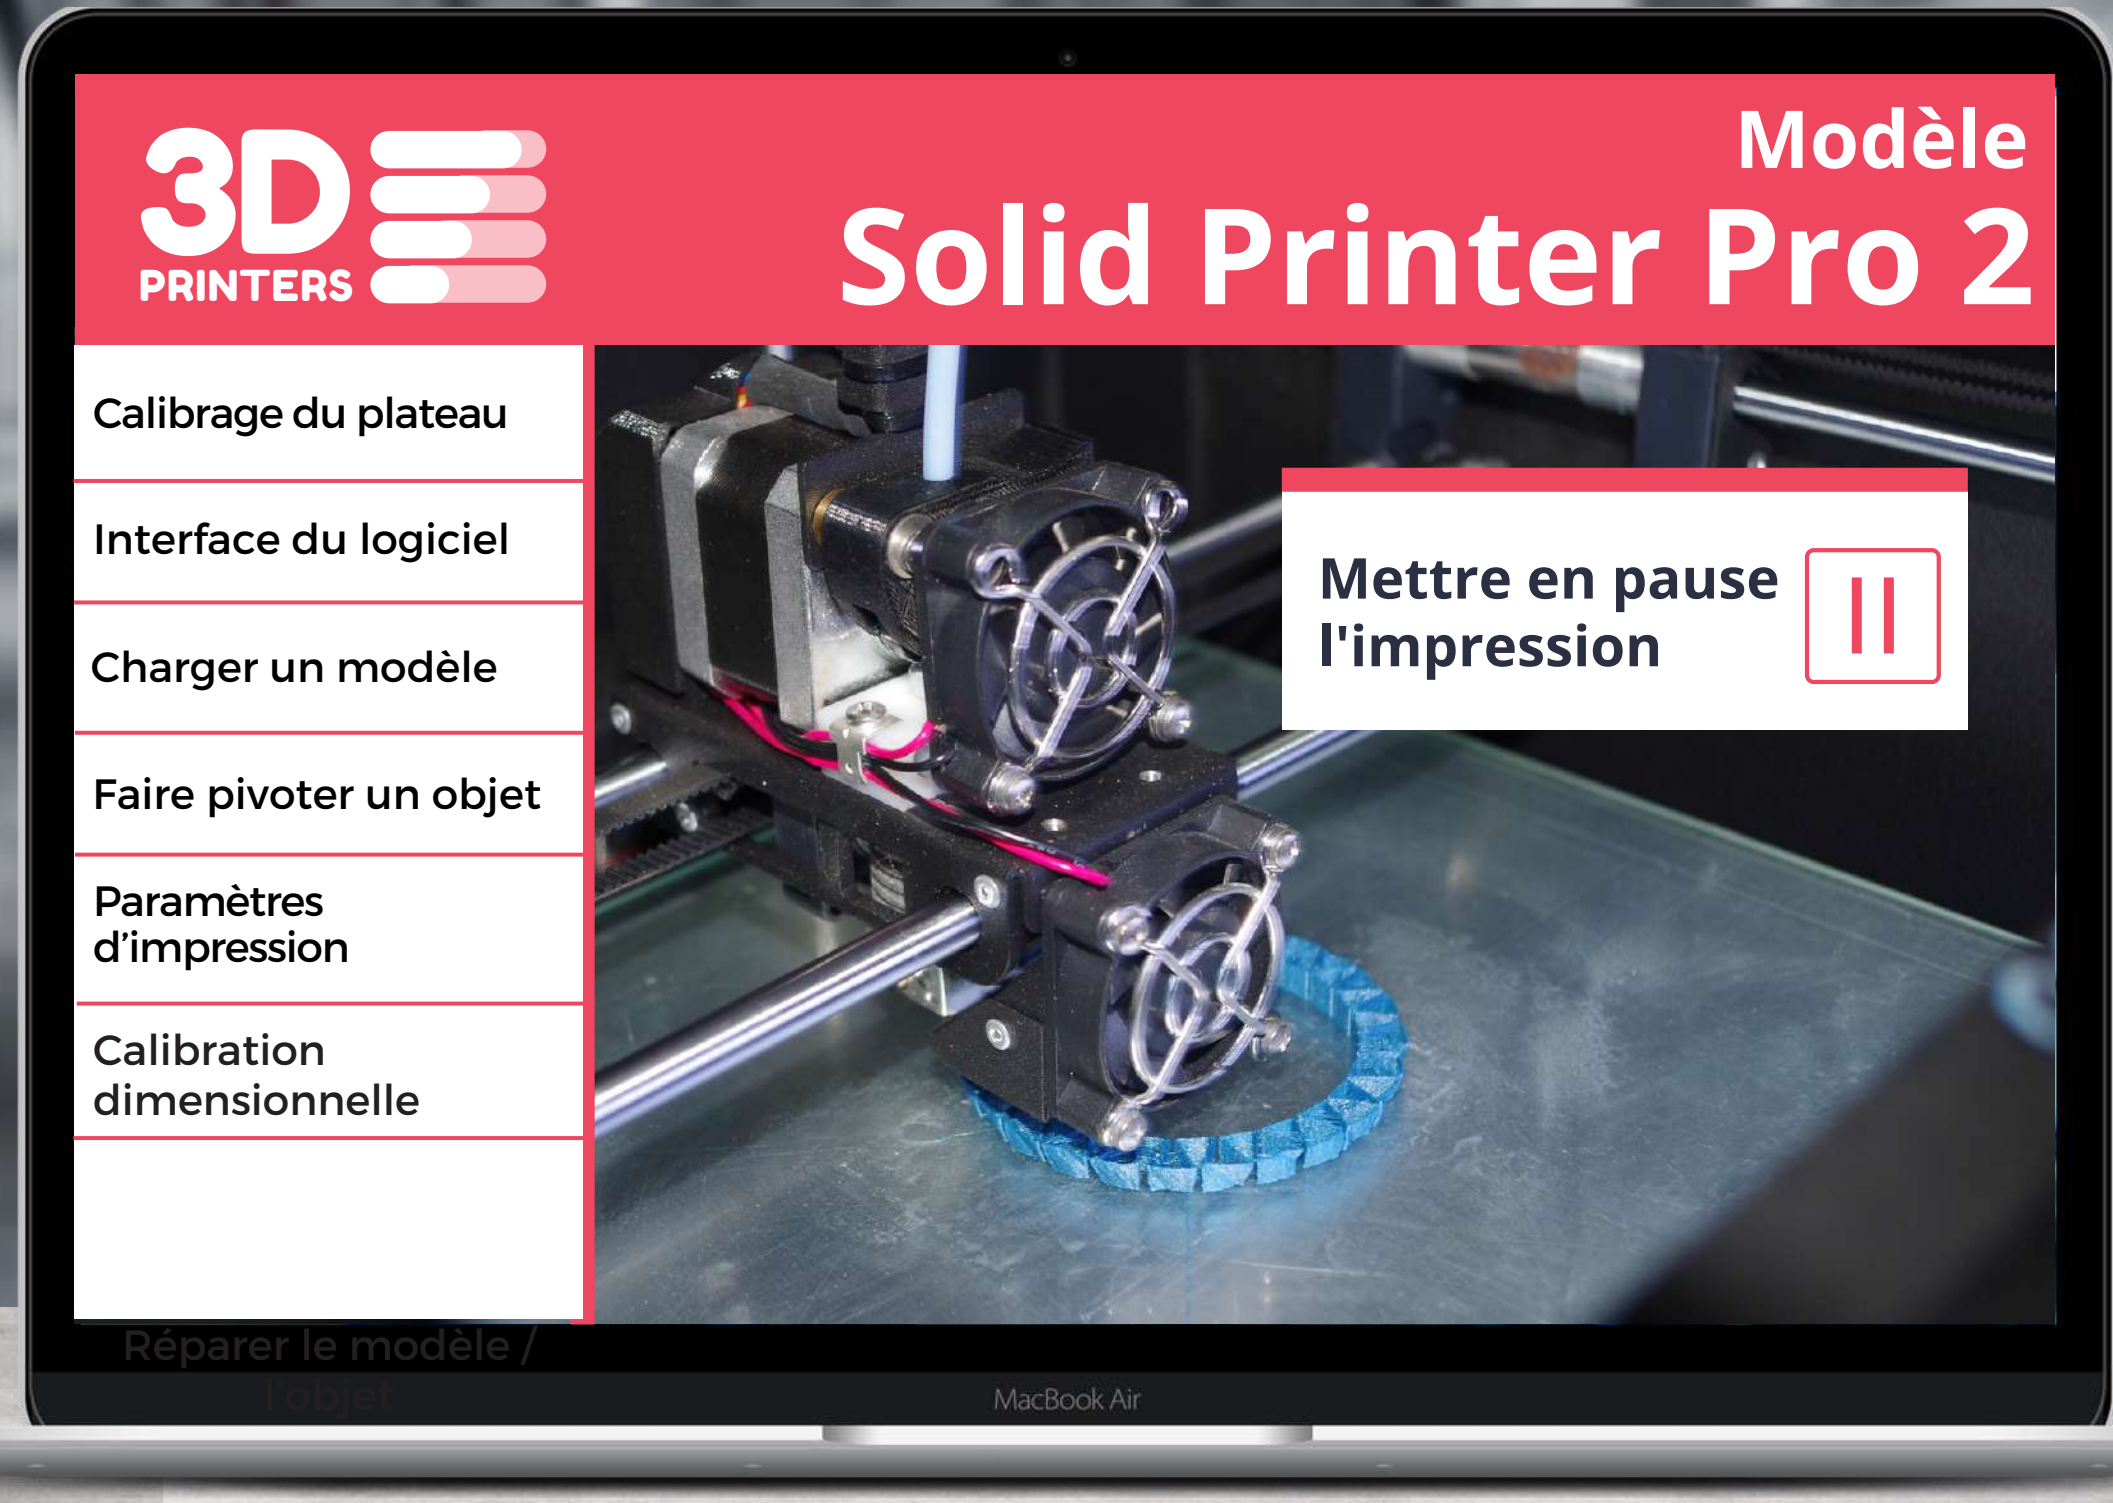 3D
PRINTERS
Modèle
Solid Printer Pro 2
Calibrage du plateau
Interface du logiciel
Charger un modèle
Faire pivoter un objet
Paramètres
d’impression
Calibration
dimensionnelle
Mettre en pause
l'impression
Réparer le modèle /
l'objet
MacBook Air